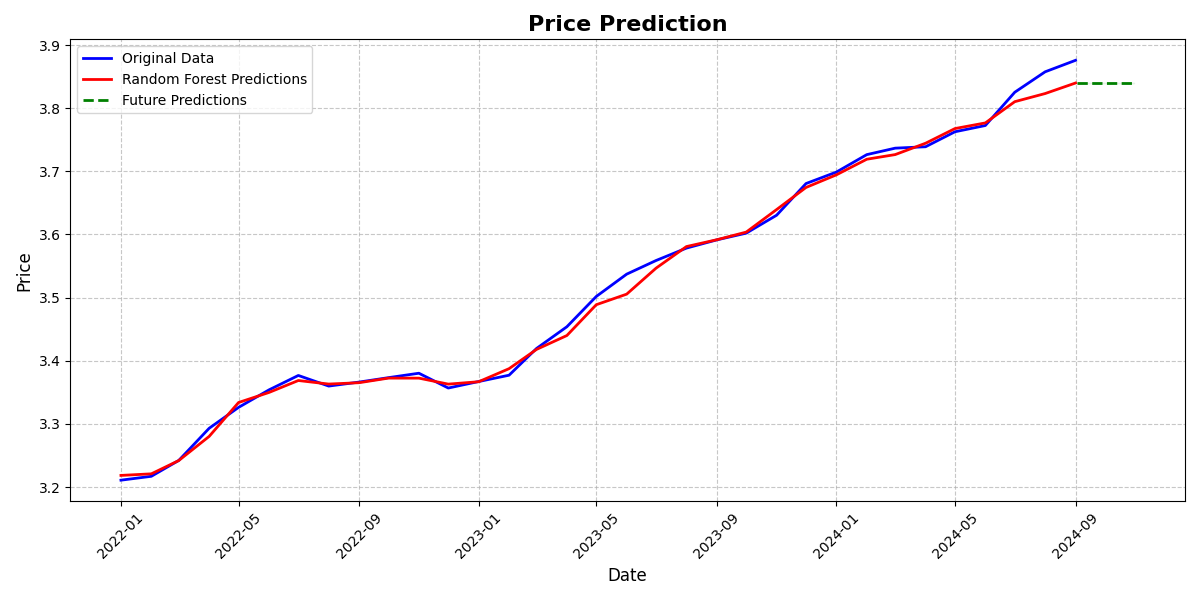 Price Prediction
Original Data
Random Forest Predictions
Future Predictions
Price
3.9
3.8
3.7
3.6
3.5
3.4
3.3
3.2
2022-01
2022-05
2022-09
2023-01
2023-05
2023-09
2024-01
2024-05
2024-09
Date